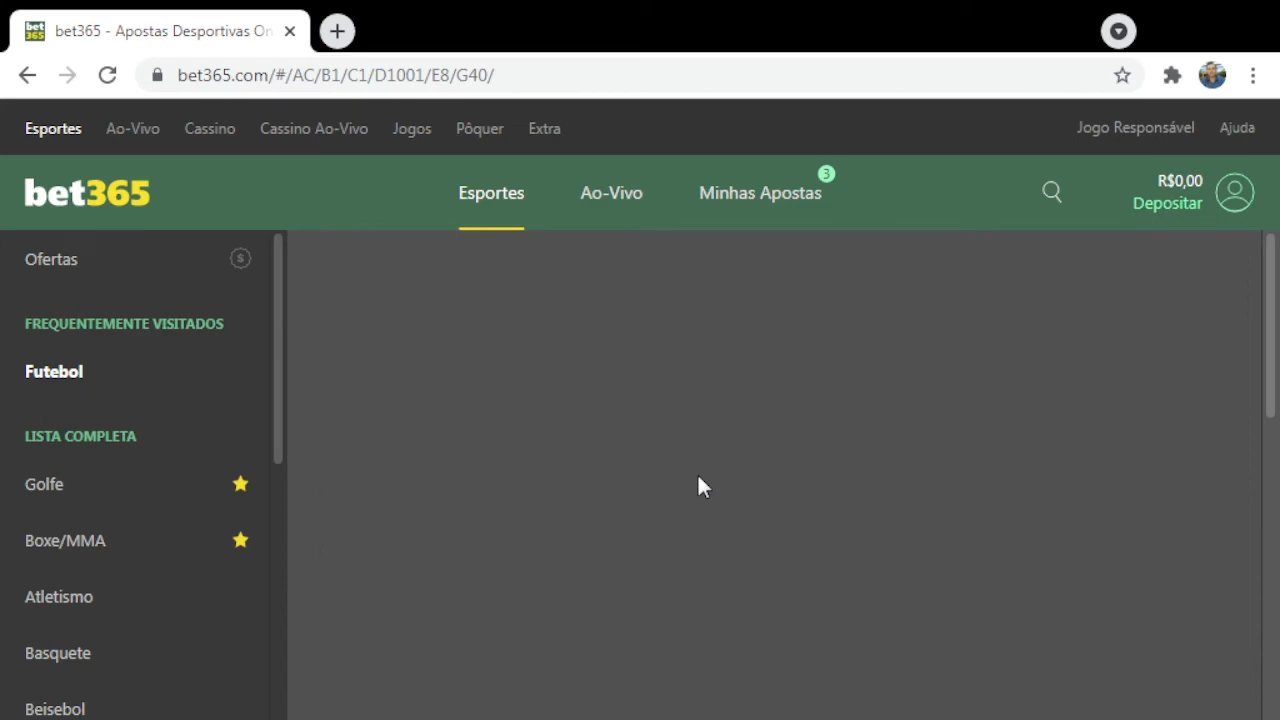 bet365 - Apostas Desportivas On
bet365.com/#/AC/B1/C1/D1001/E8/G40/
Esportes Ao-Vivo Cassino Cassino Ao-Vivo Jogos Pôquer Extra Jogo Responsável Ajuda
bet365 Esportes Ao-Vivo Minhas Apostas 3 R$0,00
Depositar
Ofertas
FREQUENTEMENTE VISITADOS
Futebol
LISTA COMPLETA
Golfe
Boxe/MMA
Atletismo
Basquete
Beisebol